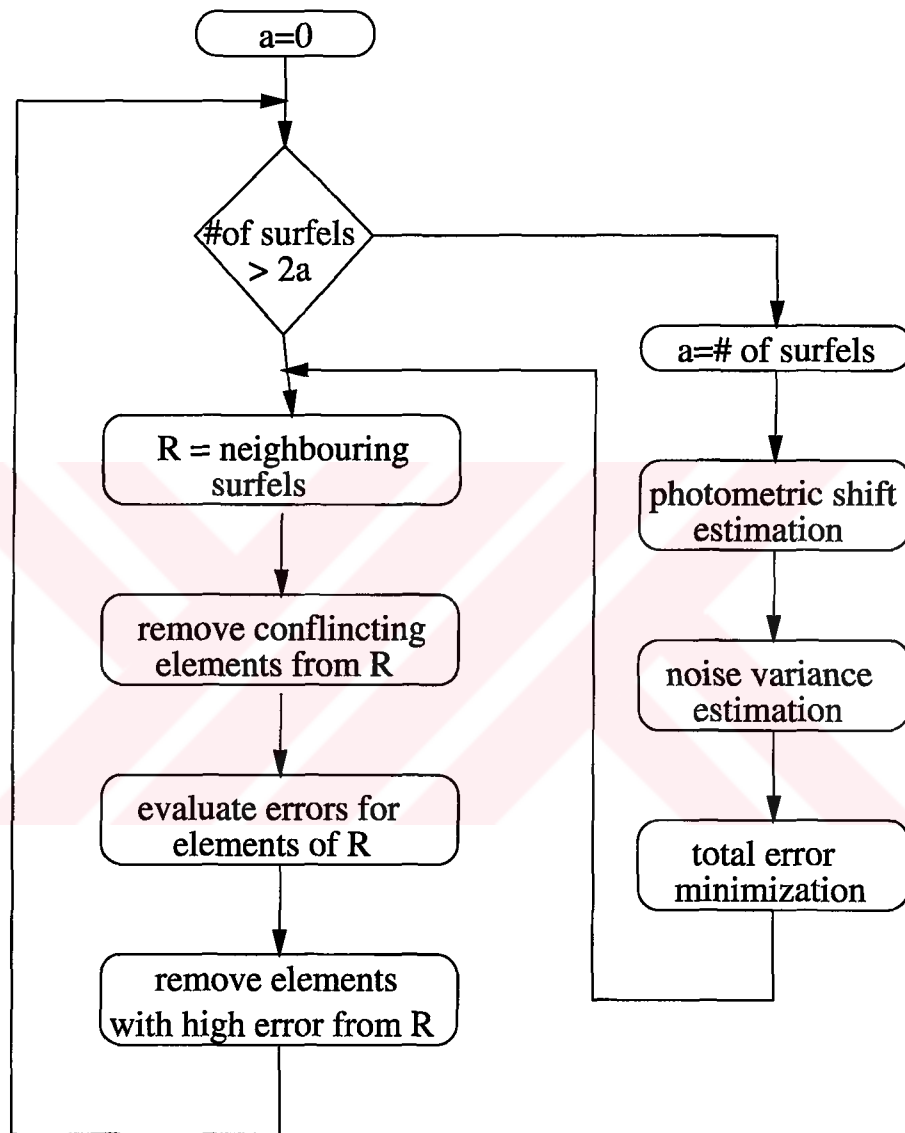 a=0
#of surfels
> 2a
R = neighbouring
surfels
remove conflincting
elements from R
evaluate errors for
elements of R
remove elements
with high error from R
a=# of surfels
photometric shift
estimation
noise variance
estimation
total error
minimization